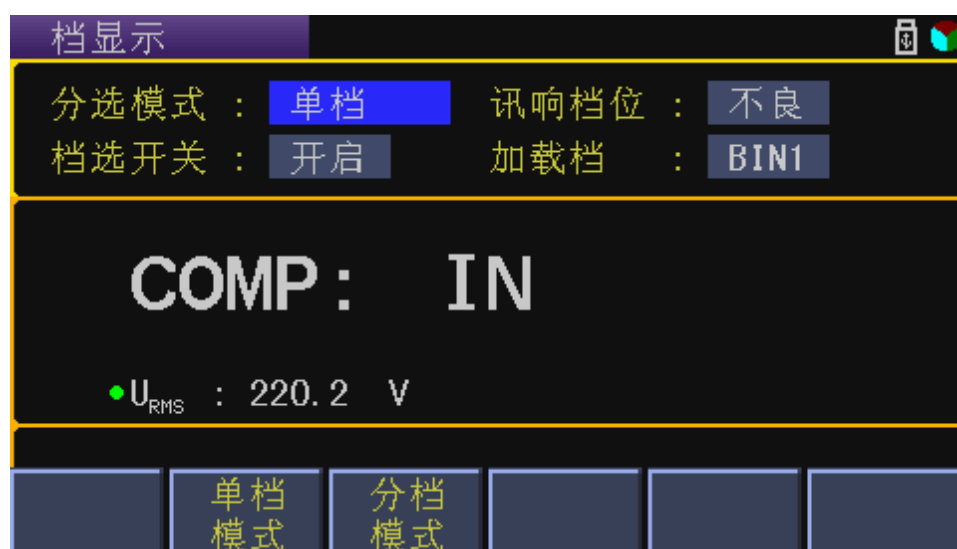 档显示
分选模式 : 单档 讯响档位 : 不良
档选开关 : 开启 加载档 : BIN1
COMP: IN
URMS : 220.2 V
单档 分档
模式 模式